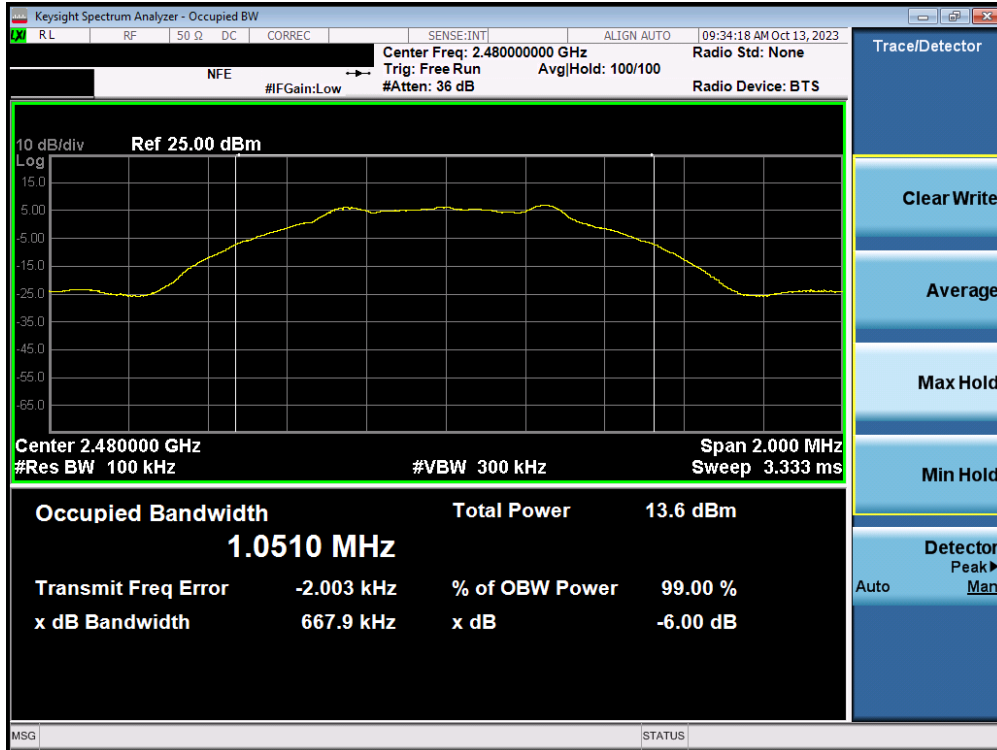 Keysight Spectrum Analyzer - Occupied BW
LXI RL RF 50 Ω DC CORREC SENSE:INT ALIGN AUTO 09:34:18 AM Oct 13, 2023
Center Freq: 2.480000000 GHz Radio Std: None
NFE Trig: Free Run Avg|Hold: 100/100
#IFGain:Low #Atten: 36 dB Radio Device: BTS
Trace/Detector
10 dB/div Ref 25.00 dBm
Log
15.0
5.00
-5.00
-15.0
-25.0
-35.0
-45.0
-55.0
-65.0
Center 2.480000 GHz Span 2.000 MHz
#Res BW 100 kHz #VBW 300 kHz Sweep 3.333 ms
Occupied Bandwidth Total Power 13.6 dBm
1.0510 MHz
Transmit Freq Error -2.003 kHz % of OBW Power 99.00 %
x dB Bandwidth 667.9 kHz x dB -6.00 dB
Clear Write
Average
Max Hold
Min Hold
Detector
Peak
Auto Man
MSG STATUS